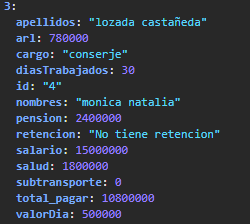 3:
apellidos: "lozada castañeda"
arl: 780000
cargo: "conserje"
diasTrabajados: 30
id: "4"
nombres: "monica natalia"
pension: 2400000
retencion: "No tiene retencion"
salario: 15000000
salud: 1800000
subtransporte: 0
total_pagar: 10800000
valorDia: 500000